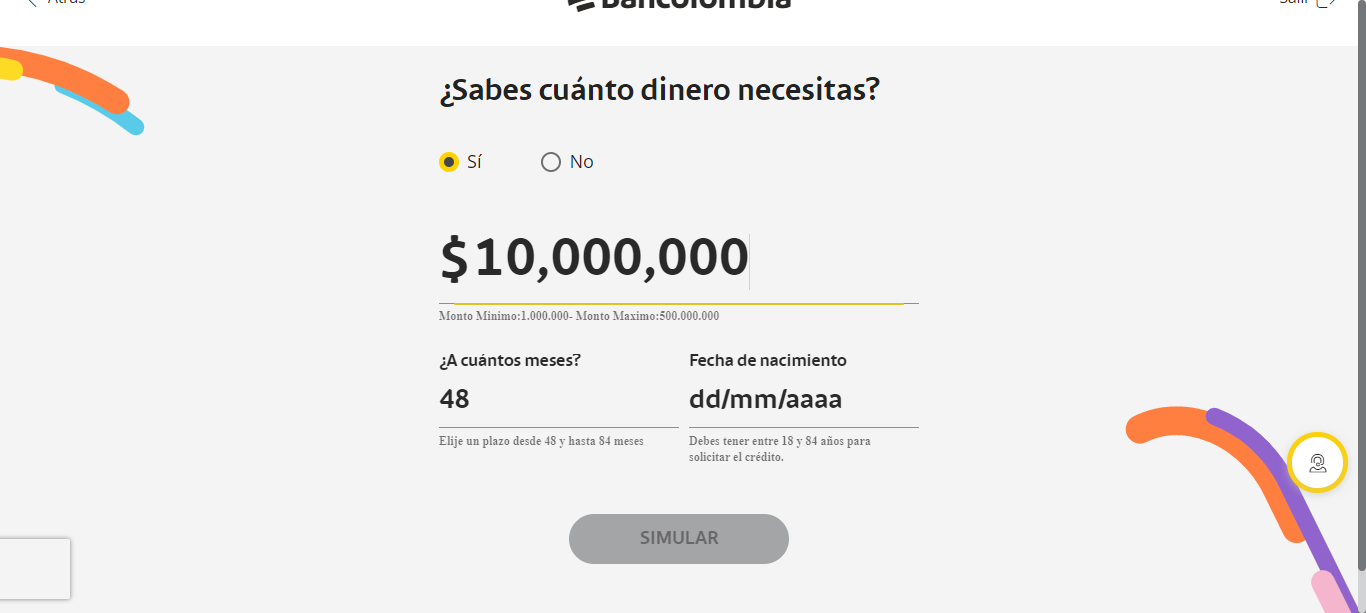 Atrás
Bancolombia
Salir
¿Sabes cuánto dinero necesitas?
Sí
No
$10,000,000
Monto Minimo:1.000.000- Monto Maximo:500.000.000
¿A cuántos meses?
Fecha de nacimiento
48
dd/mm/aaaa
Elije un plazo desde 48 y hasta 84 meses
Debes tener entre 18 y 84 años para
solicitar el crédito.
SIMULAR